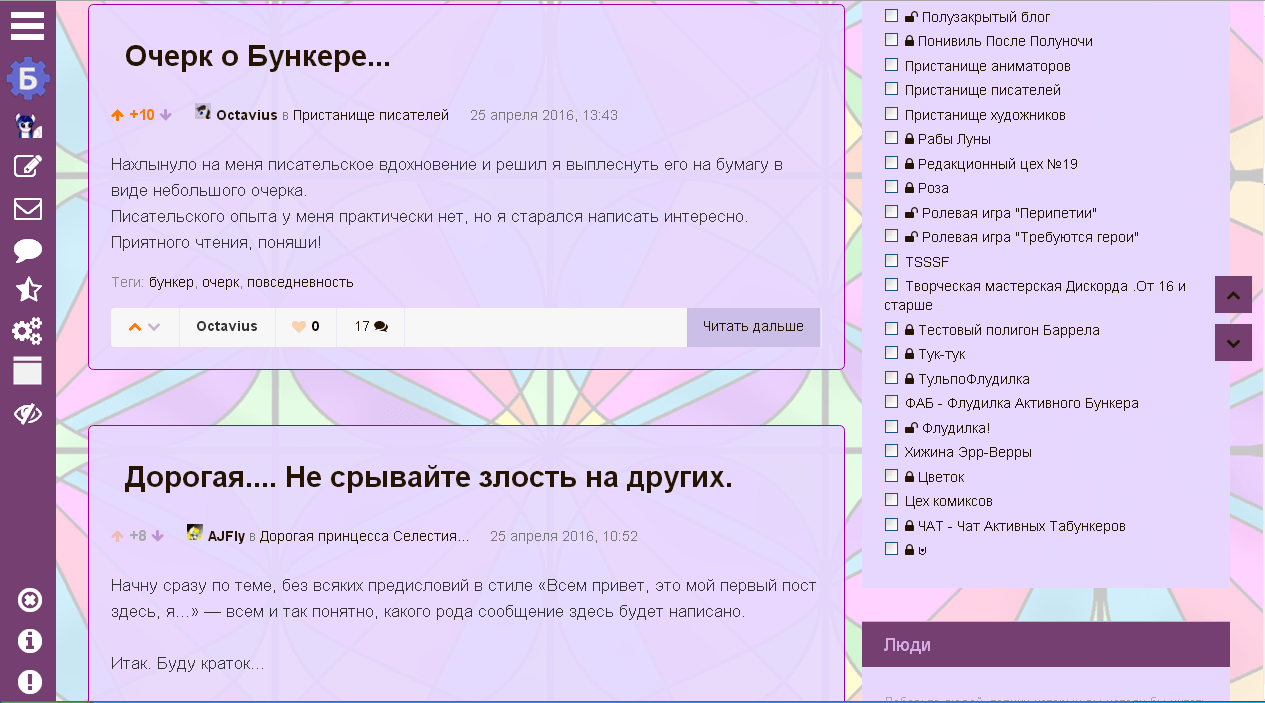 Б
Очерк о Бункере...
+10 Octavius в Пристанище писателей 25 апреля 2016, 13:43
Нахлынуло на меня писательское вдохновение и решил я выплеснуть его на бумагу в
виде небольшого очерка.
Писательского опыта у меня практически нет, но я старался написать интересно.
Приятного чтения, поняши!
Теги: бункер, очерк, повседневность
Octavius 0 17 Читать дальше
Дорогая.... Не срывайте злость на других.
+8 AJFly в Дорогая принцесса Селестия... 25 апреля 2016, 10:52
Начну сразу по теме, без всяких предисловий в стиле «Всем привет, это мой первый пост
здесь, я...» — всем и так понятно, какого рода сообщение здесь будет написано.
Итак. Буду краток...
Полузакрытый блог
Понивиль После Полуночи
Пристанище аниматоров
Пристанище писателей
Пристанище художников
Рабы Луны
Редакционный цех №19
Роза
Ролевая игра "Перипетии"
Ролевая игра "Требуются герои"
TSSSF
Творческая мастерская Дискорда .От 16 и
старше
Тестовый полигон Баррела
Тук-тук
ТульпоФлудилка
ФАБ - Флудилка Активного Бункера
Флудилка!
Хижина Эрр-Верры
Цветок
Цех комиксов
ЧАТ - Чат Активных Табункеров
Люди